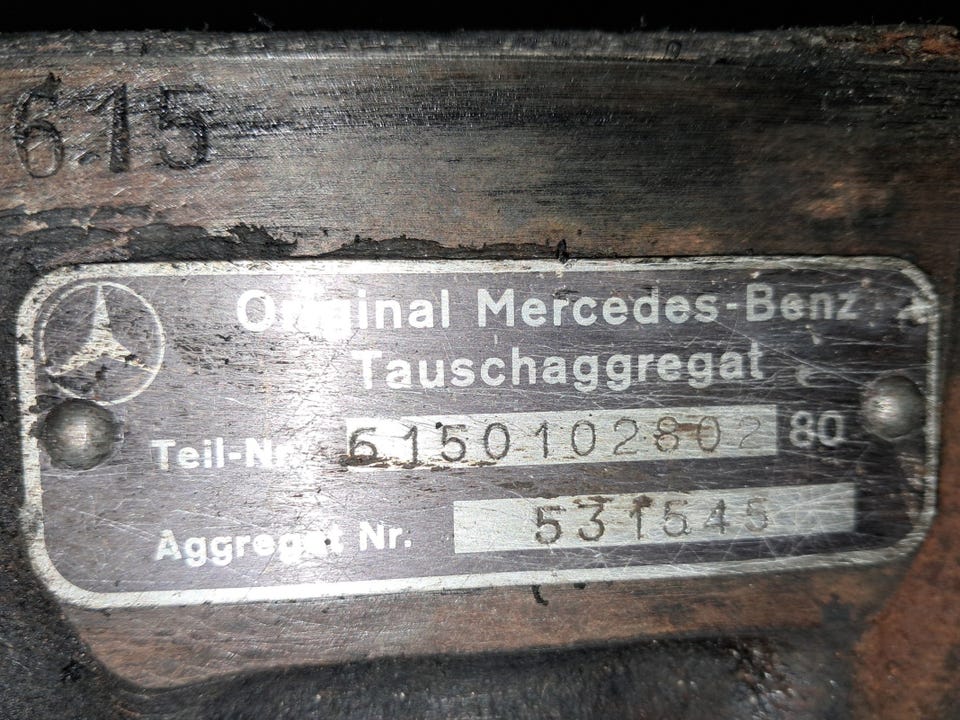 615
Original Mercedes-Benz
Tauschaggregat
Teil-Nr. 6150102802 80
Aggregat Nr. 531545